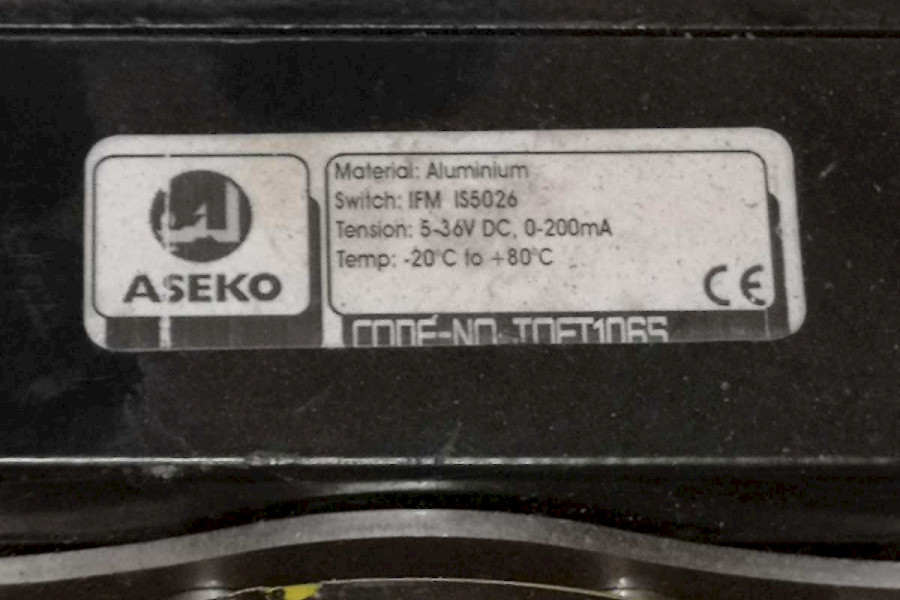 ASEKO
Material: Aluminium
Switch: IFM IS5026
Tension: 5-36V DC, 0-200mA
Temp: -20°C to +80°C
CE
CODE-NO. TOFT1065